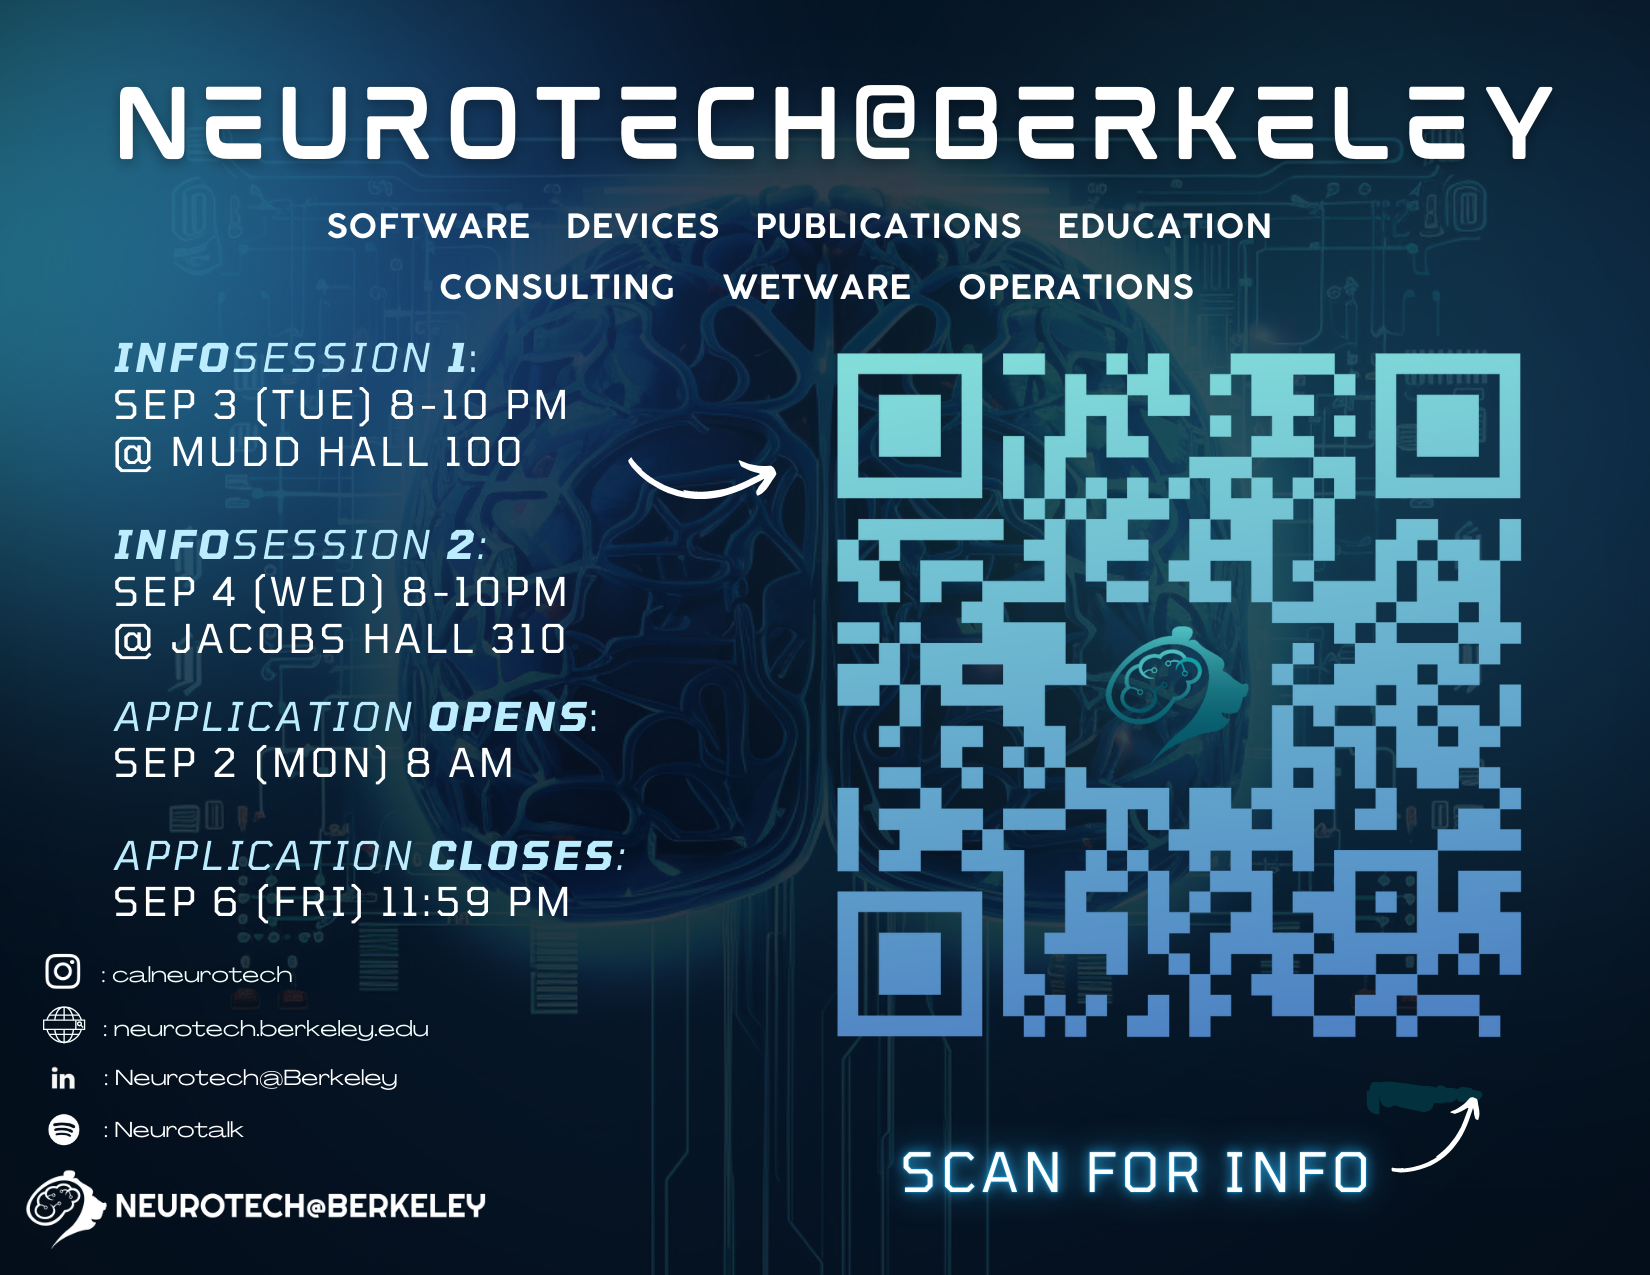 NEUROTECH@BERKELEY
SOFTWARE DEVICES PUBLICATIONS EDUCATION
CONSULTING WETWARE OPERATIONS
INFOSESSION 1:
SEP 3 (TUE) 8-10 PM
@ MUDD HALL 100
INFOSESSION 2:
SEP 4 (WED) 8-10PM
@ JACOBS HALL 310
APPLICATION OPENS:
SEP 2 (MON) 8 AM
APPLICATION CLOSES:
SEP 6 (FRI) 11:59 PM
: calneurotech
: neurotech.berkeley.edu
in : Neurotech@Berkeley
: Neurotalk
NEUROTECH@BERKELEY
SCAN FOR INFO